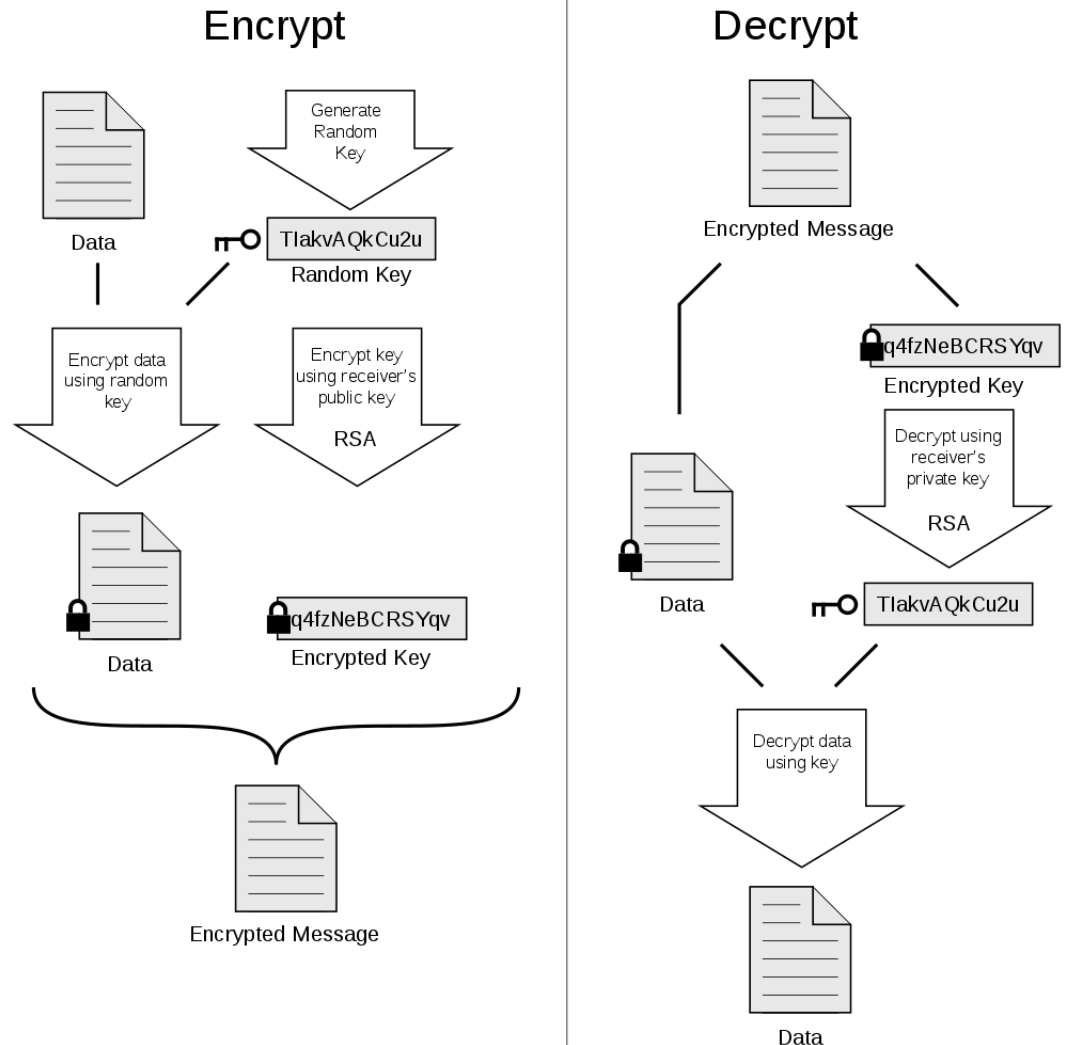 Encrypt
Data
Generate
Random
Key
TIakvAQkCu2u
Random Key
Encrypt data
using random
key
Encrypt key
using receiver's
public key
RSA
Data
q4fzNeBCRSYqv
Encrypted Key
Encrypted Message
Decrypt
Encrypted Message
q4fzNeBCRSYqv
Encrypted Key
Decrypt using
receiver's
private key
RSA
Data
TIakvAQkCu2u
Decrypt data
using key
Data